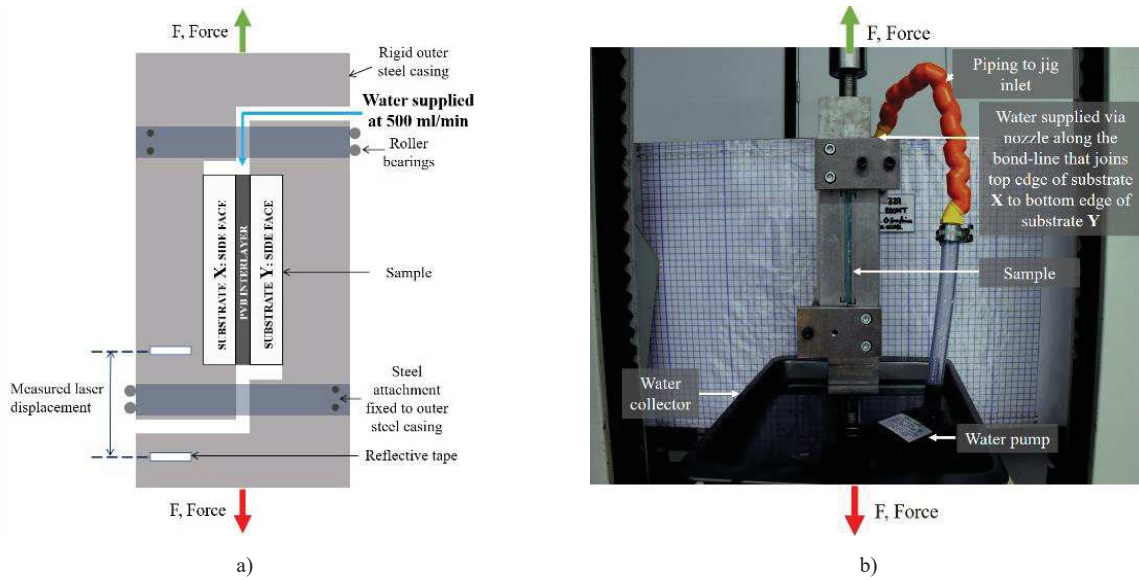 F, Force
Rigid outer
steel casing
Water supplied
at 500 ml/min
Roller
bearings
SUBSTRATE X: SIDE FACE
PVB INTERLAYER
SUBSTRATE Y: SIDE FACE
Sample
Measured laser
displacement
Steel
attachment
fixed to outer
steel casing
Reflective tape
F, Force
a)
F, Force
Piping to jig
inlet
Water supplied via
nozzle along the
bond-line that joins
top edge of substrate
X to bottom edge of
substrate Y
Sample
Water
collector
Water pump
F, Force
b)